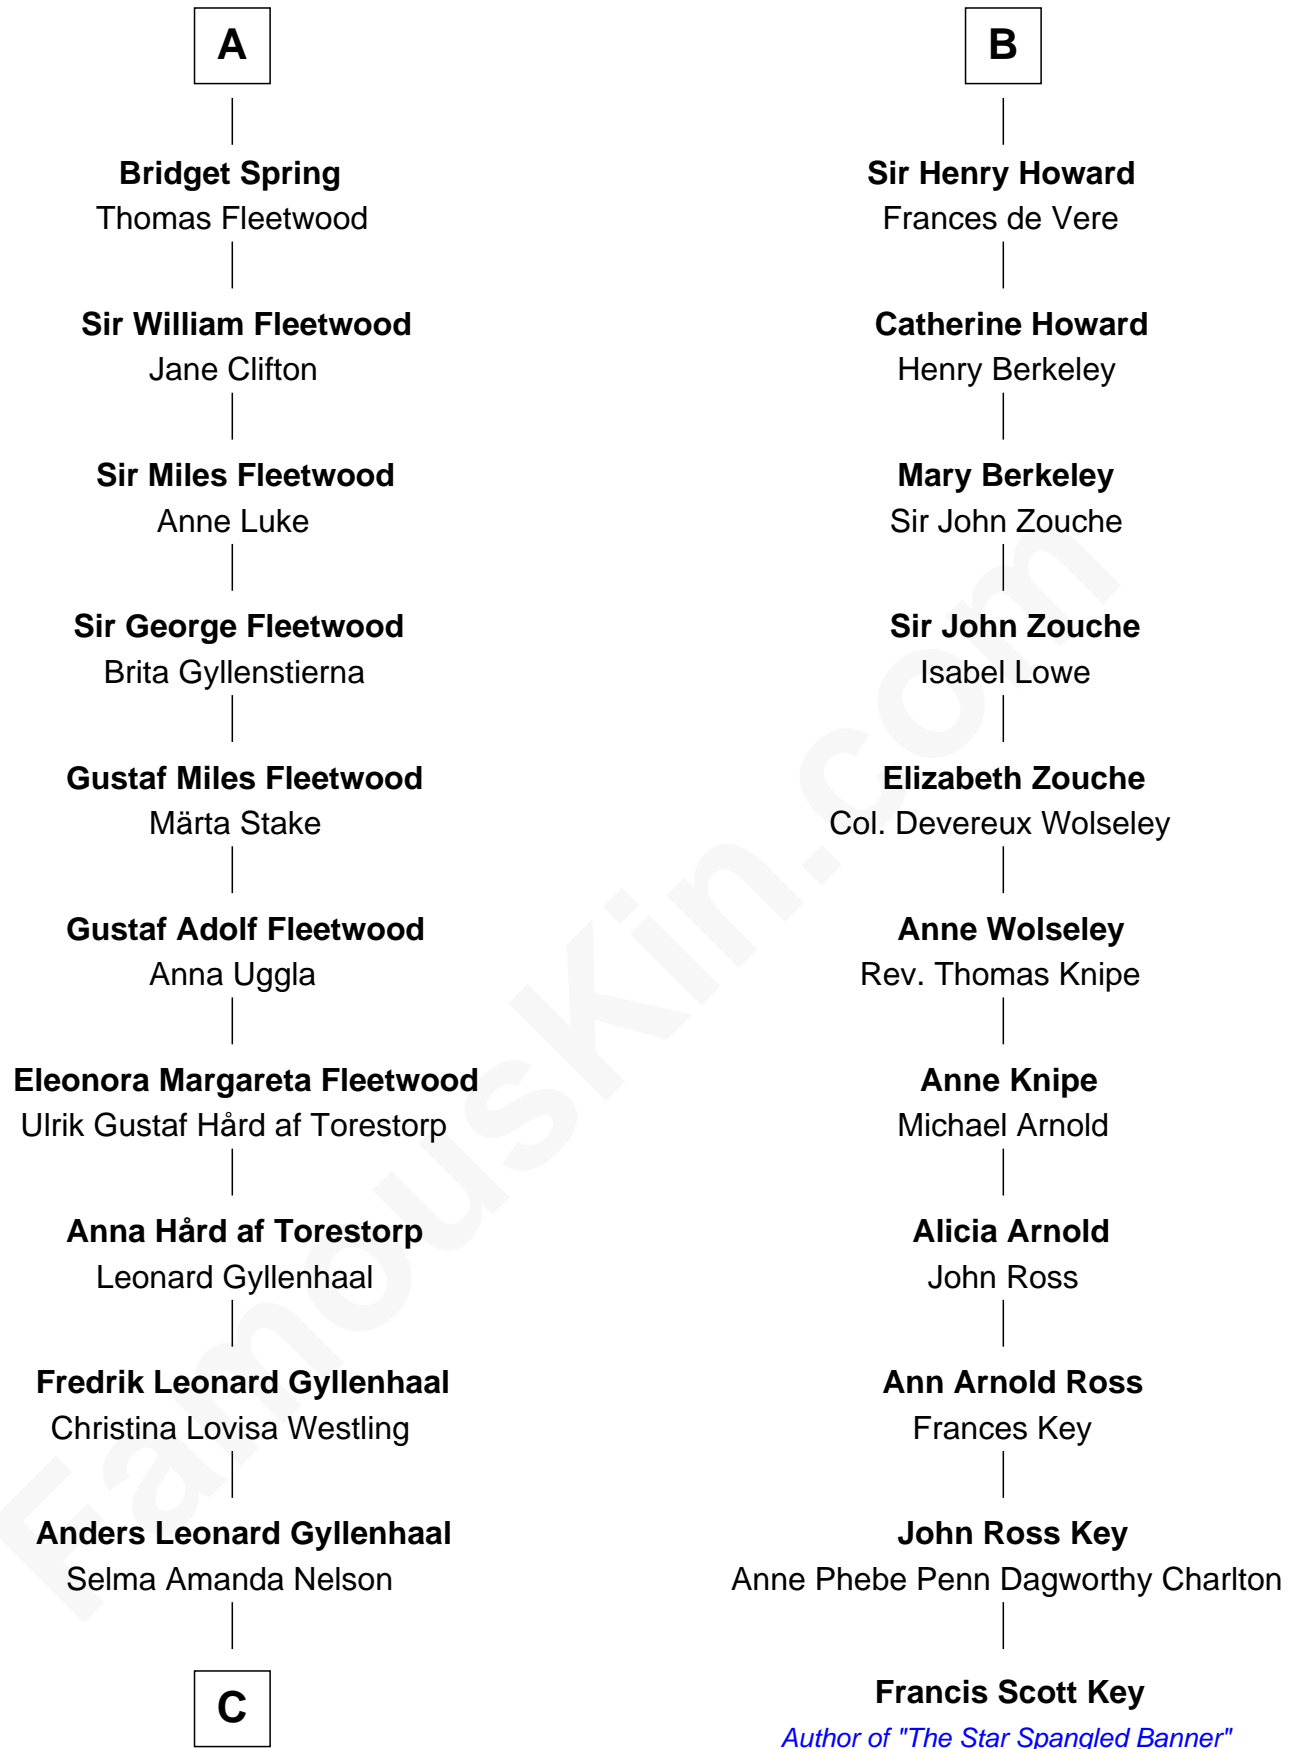 A
Bridget Spring
Thomas Fleetwood
Sir William Fleetwood
Jane Clifton
Sir Miles Fleetwood
Anne Luke
Sir George Fleetwood
Brita Gyllenstierna
Gustaf Miles Fleetwood
Märta Stake
Gustaf Adolf Fleetwood
Anna Uggla
Eleonora Margareta Fleetwood
Ulrik Gustaf Hård af Torestorp
Anna Hård af Torestorp
Leonard Gyllenhaal
Fredrik Leonard Gyllenhaal
Christina Lovisa Westling
Anders Leonard Gyllenhaal
Selma Amanda Nelson
C
B
Sir Henry Howard
Frances de Vere
Catherine Howard
Henry Berkeley
Mary Berkeley
Sir John Zouche
Sir John Zouche
Isabel Lowe
Elizabeth Zouche
Col. Devereux Wolseley
Anne Wolseley
Rev. Thomas Knipe
Anne Knipe
Michael Arnold
Alicia Arnold
John Ross
Ann Arnold Ross
Frances Key
John Ross Key
Anne Phebe Penn Dagworthy Charlton
Francis Scott Key
Author of "The Star Spangled Banner"
FamousKin.com